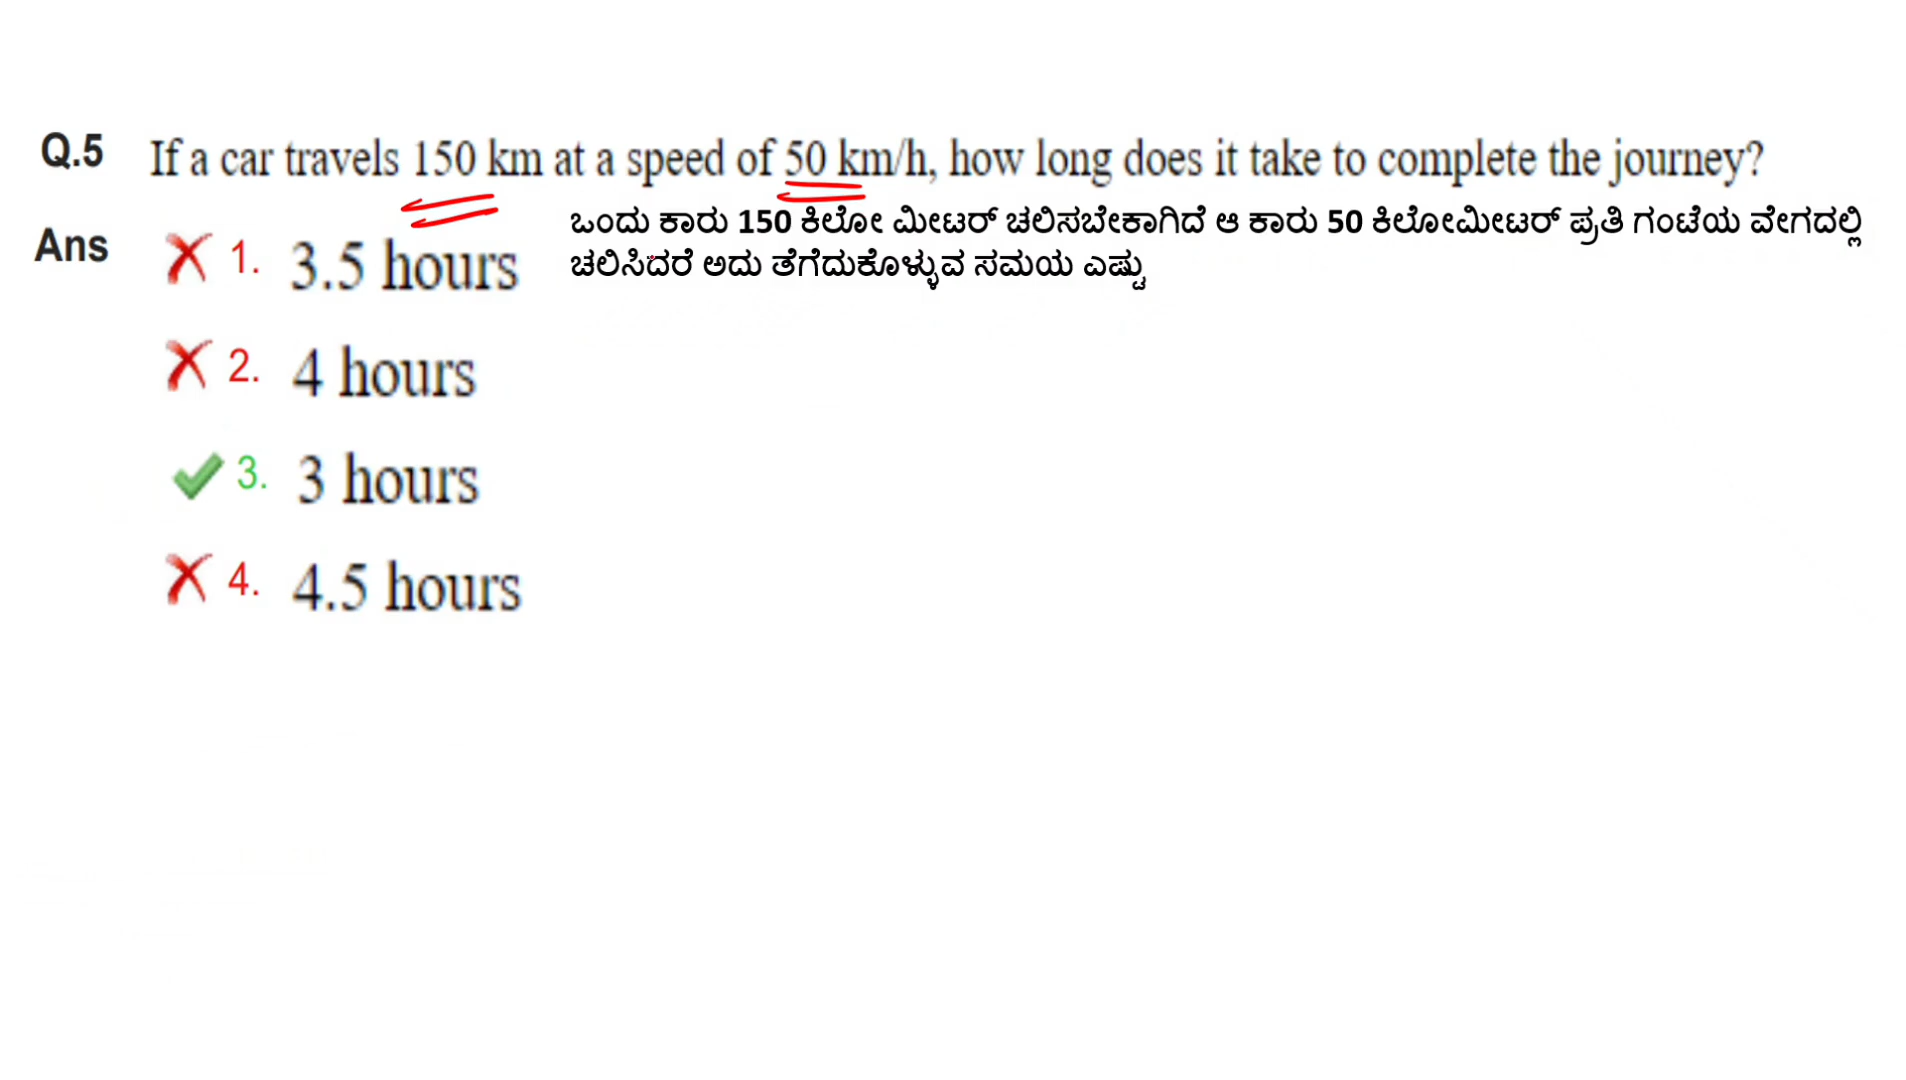 Q.5 If a car travels 150 km at a speed of 50 km/h, how long does it take to complete the journey?
ಒಂದು ಕಾರು 150 ಕಿಲೋ ಮೀಟರ್ ಚಲಿಸಬೇಕಾಗಿದೆ ಆ ಕಾರು 50 ಕಿಲೋಮೀಟರ್ ಪ್ರತಿ ಗಂಟೆಯ ವೇಗದಲ್ಲಿ
ಚಲಿಸಿದರೆ ಅದು ತೆಗೆದುಕೊಳ್ಳುವ ಸಮಯ ಎಷ್ಟು
Ans 1. 3.5 hours
2. 4 hours
3. 3 hours
4. 4.5 hours